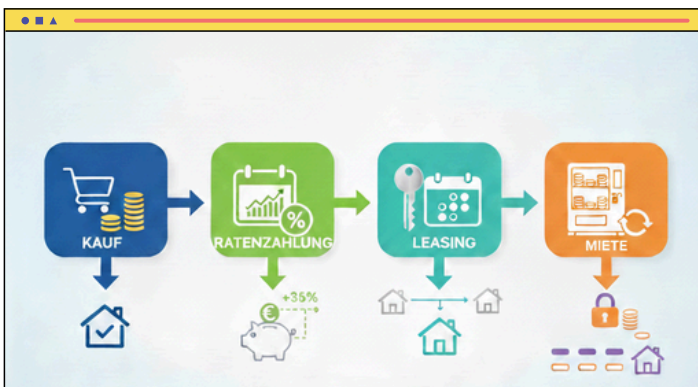 KAUF
RATENZAHLUNG
LEASING
MIETE
%
+35%
€